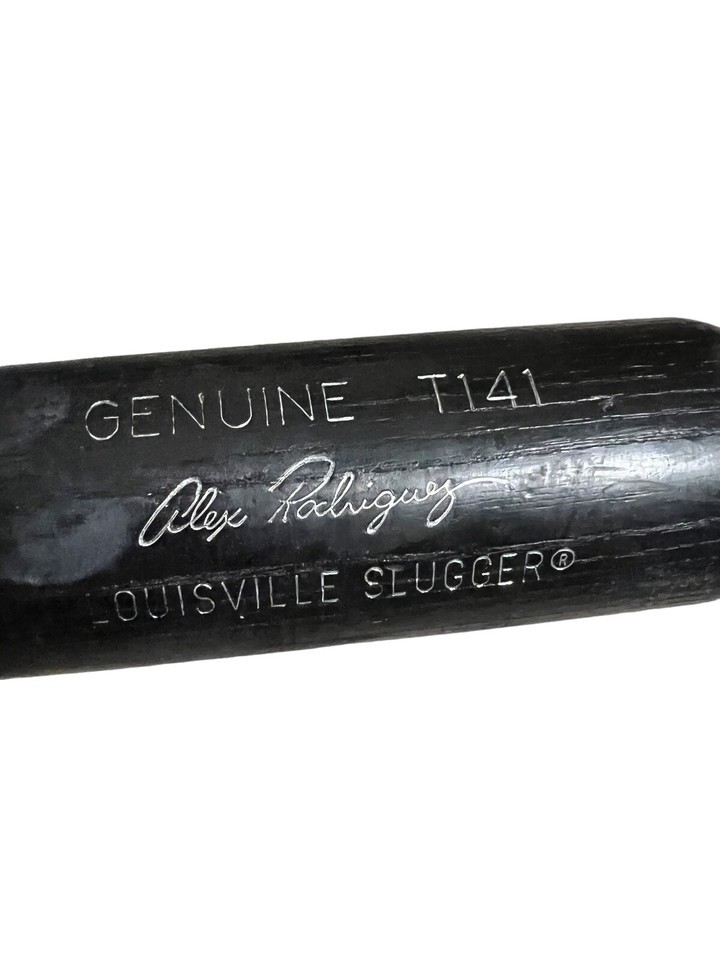 GENUINE T141
Alex Rodriguez
LOUISVILLE SLUGGER®